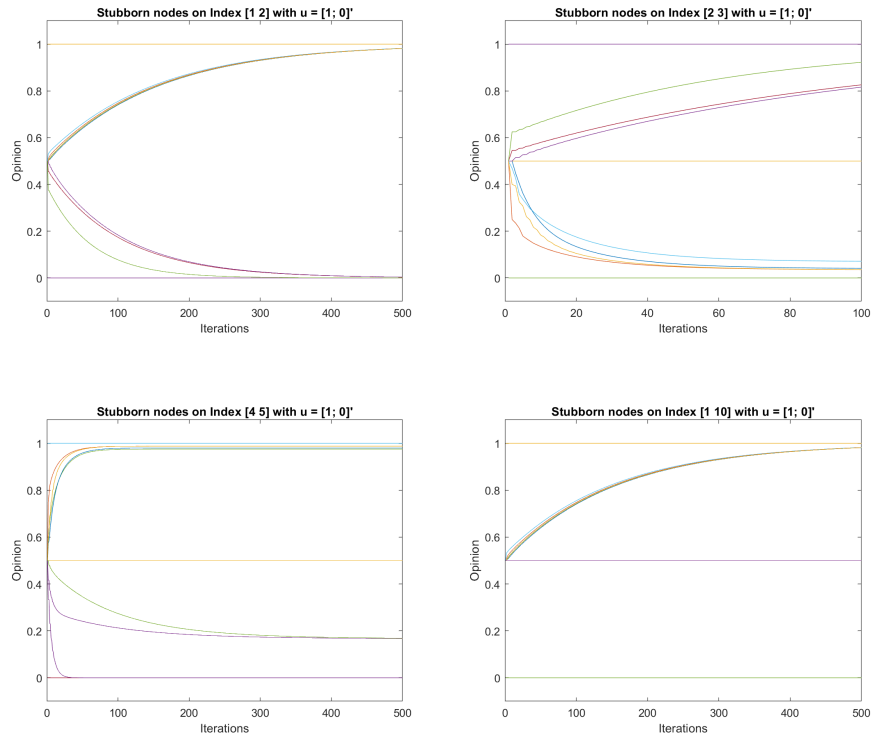 Stubborn nodes on Index [1 2] with u = [1; 0]'
1
0.8
0.6
0.4
0.2
0
Opinion
0 100 200 300 400 500
Iterations
Stubborn nodes on Index [2 3] with u = [1; 0]'
1
0.8
0.6
0.4
0.2
0
Opinion
0 20 40 60 80 100
Iterations
Stubborn nodes on Index [4 5] with u = [1; 0]'
1
0.8
0.6
0.4
0.2
0
Opinion
0 100 200 300 400 500
Iterations
Stubborn nodes on Index [1 10] with u = [1; 0]'
1
0.8
0.6
0.4
0.2
0
Opinion
0 100 200 300 400 500
Iterations